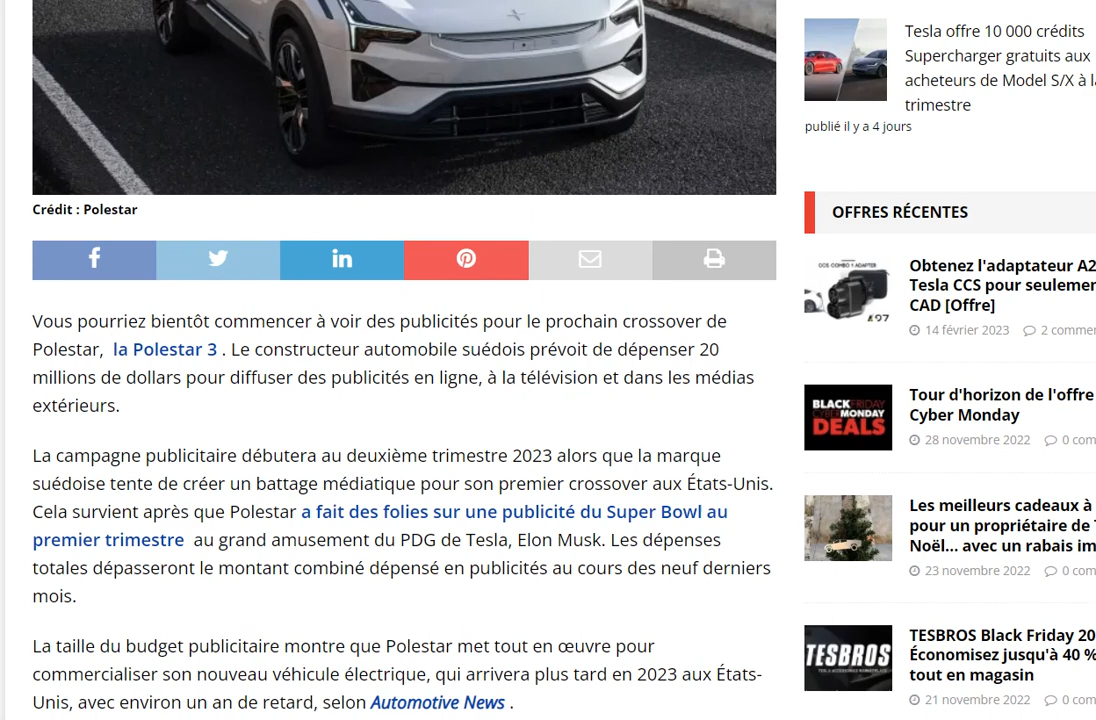 Crédit : Polestar
Vous pourriez bientôt commencer à voir des publicités pour le prochain crossover de
Polestar, la Polestar 3 . Le constructeur automobile suédois prévoit de dépenser 20
millions de dollars pour diffuser des publicités en ligne, à la télévision et dans les médias
extérieurs.
La campagne publicitaire débutera au deuxième trimestre 2023 alors que la marque
suédoise tente de créer un battage médiatique pour son premier crossover aux États-Unis.
Cela survient après que Polestar a fait des folies sur une publicité du Super Bowl au
premier trimestre au grand amusement du PDG de Tesla, Elon Musk. Les dépenses
totales dépasseront le montant combiné dépensé en publicités au cours des neuf derniers
mois.
La taille du budget publicitaire montre que Polestar met tout en œuvre pour
commercialiser son nouveau véhicule électrique, qui arrivera plus tard en 2023 aux États-
Unis, avec environ un an de retard, selon Automotive News .
Tesla offre 10 000 crédits
Supercharger gratuits aux
acheteurs de Model S/X à
trimestre
publié il y a 4 jours
OFFRES RÉCENTES
CCS COMBO 1 ADAPTER
Obtenez l'adaptateur
Tesla CCS pour
CAD [Offre]
14 février 2023 2
BLACK FRIDAY
CYBER MONDAY
DEALS
Tour d'horizon de l'offre
Cyber Monday
28 novembre 2022 0
Les meilleurs cadeaux à
pour un propriétaire de
Noël... avec un rabais
23 novembre 2022 0
TESBROS
TESBROS Black Friday
Économisez jusqu'à 40 %
tout en magasin
21 novembre 2022 0